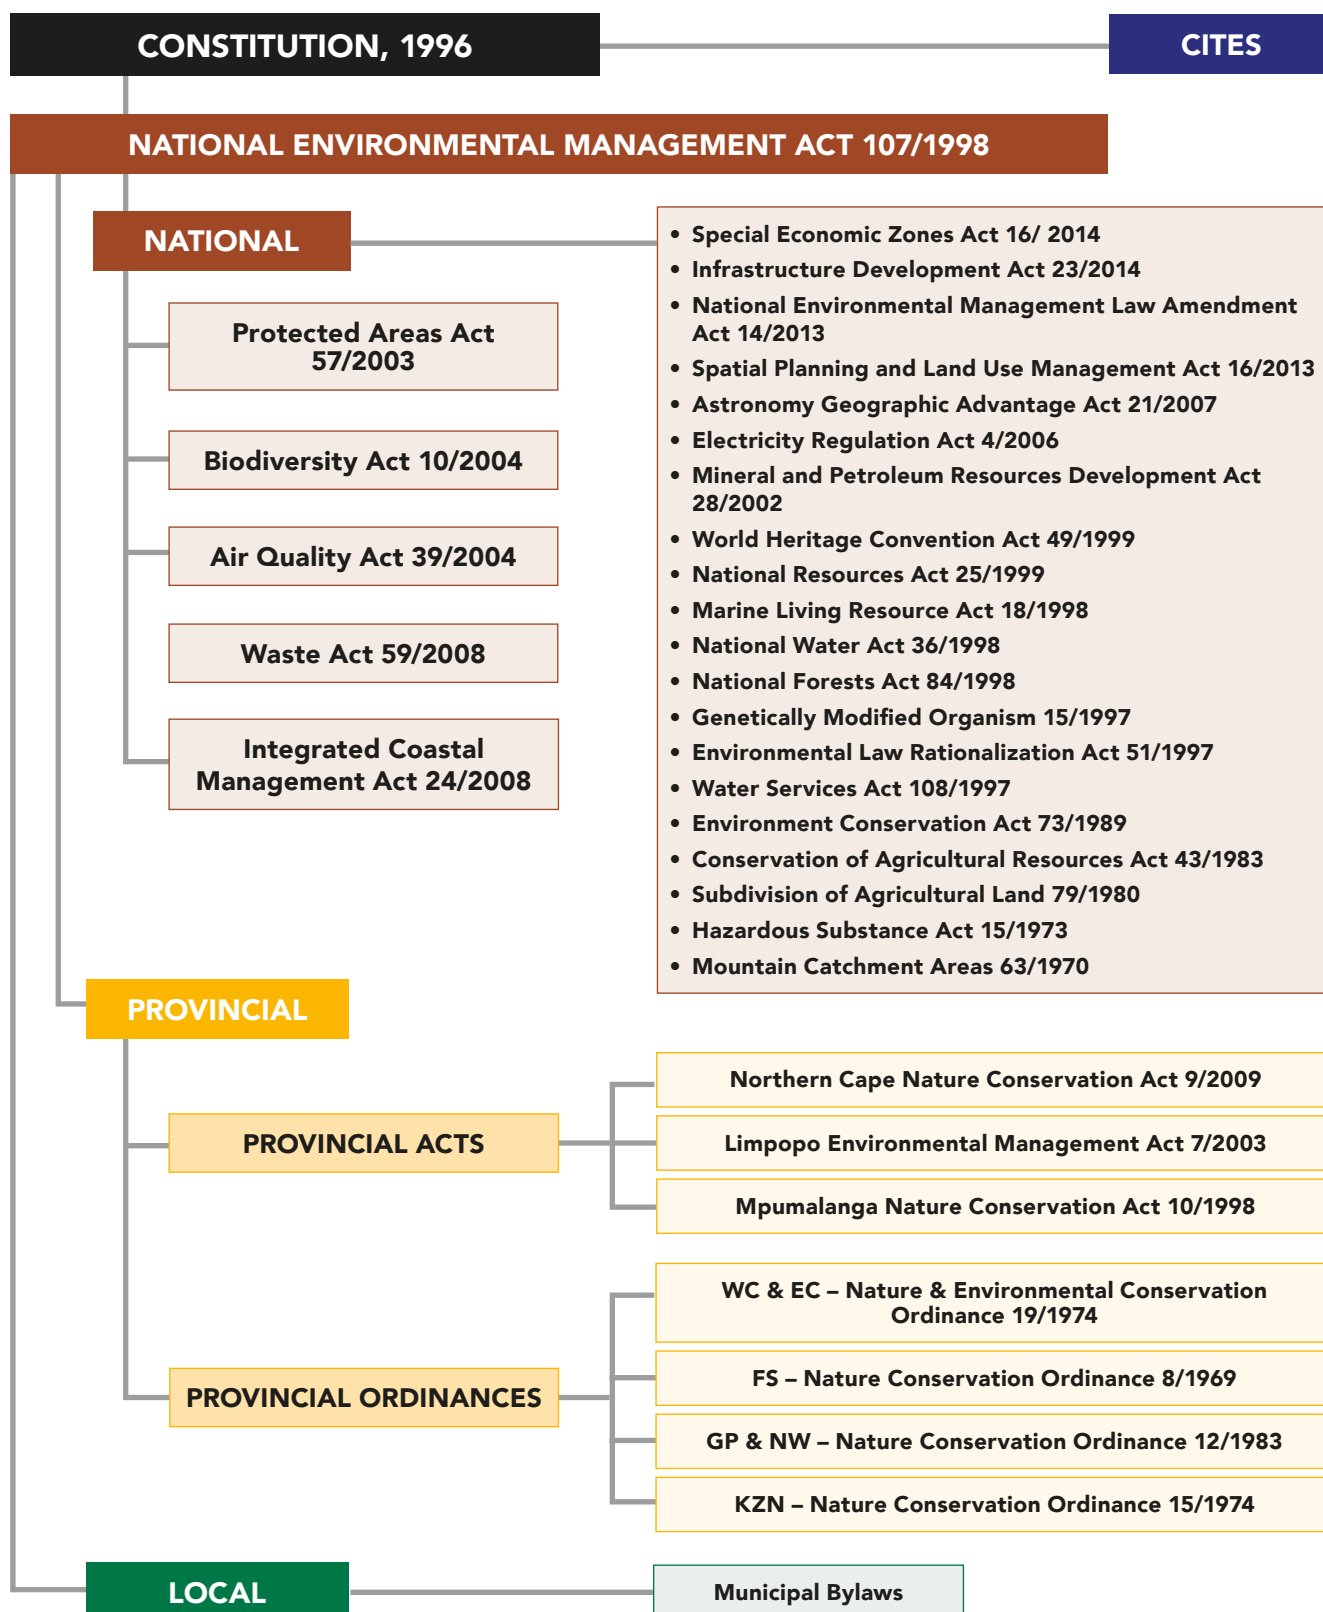 CONSTITUTION, 1996
CITES
NATIONAL ENVIRONMENTAL MANAGEMENT ACT 107/1998
NATIONAL
Protected Areas Act
57/2003
Biodiversity Act 10/2004
Air Quality Act 39/2004
Waste Act 59/2008
Integrated Coastal
Management Act 24/2008
• Special Economic Zones Act 16/ 2014
• Infrastructure Development Act 23/2014
• National Environmental Management Law Amendment
Act 14/2013
• Spatial Planning and Land Use Management Act 16/2013
• Astronomy Geographic Advantage Act 21/2007
• Electricity Regulation Act 4/2006
• Mineral and Petroleum Resources Development Act
28/2002
• World Heritage Convention Act 49/1999
• National Resources Act 25/1999
• Marine Living Resource Act 18/1998
• National Water Act 36/1998
• National Forests Act 84/1998
• Genetically Modified Organism 15/1997
• Environmental Law Rationalization Act 51/1997
• Water Services Act 108/1997
• Environment Conservation Act 73/1989
• Conservation of Agricultural Resources Act 43/1983
• Subdivision of Agricultural Land 79/1980
• Hazardous Substance Act 15/1973
• Mountain Catchment Areas 63/1970
PROVINCIAL
PROVINCIAL ACTS
Northern Cape Nature Conservation Act 9/2009
Limpopo Environmental Management Act 7/2003
Mpumalanga Nature Conservation Act 10/1998
PROVINCIAL ORDINANCES
WC & EC – Nature & Environmental Conservation
Ordinance 19/1974
FS – Nature Conservation Ordinance 8/1969
GP & NW – Nature Conservation Ordinance 12/1983
KZN – Nature Conservation Ordinance 15/1974
LOCAL
Municipal Bylaws